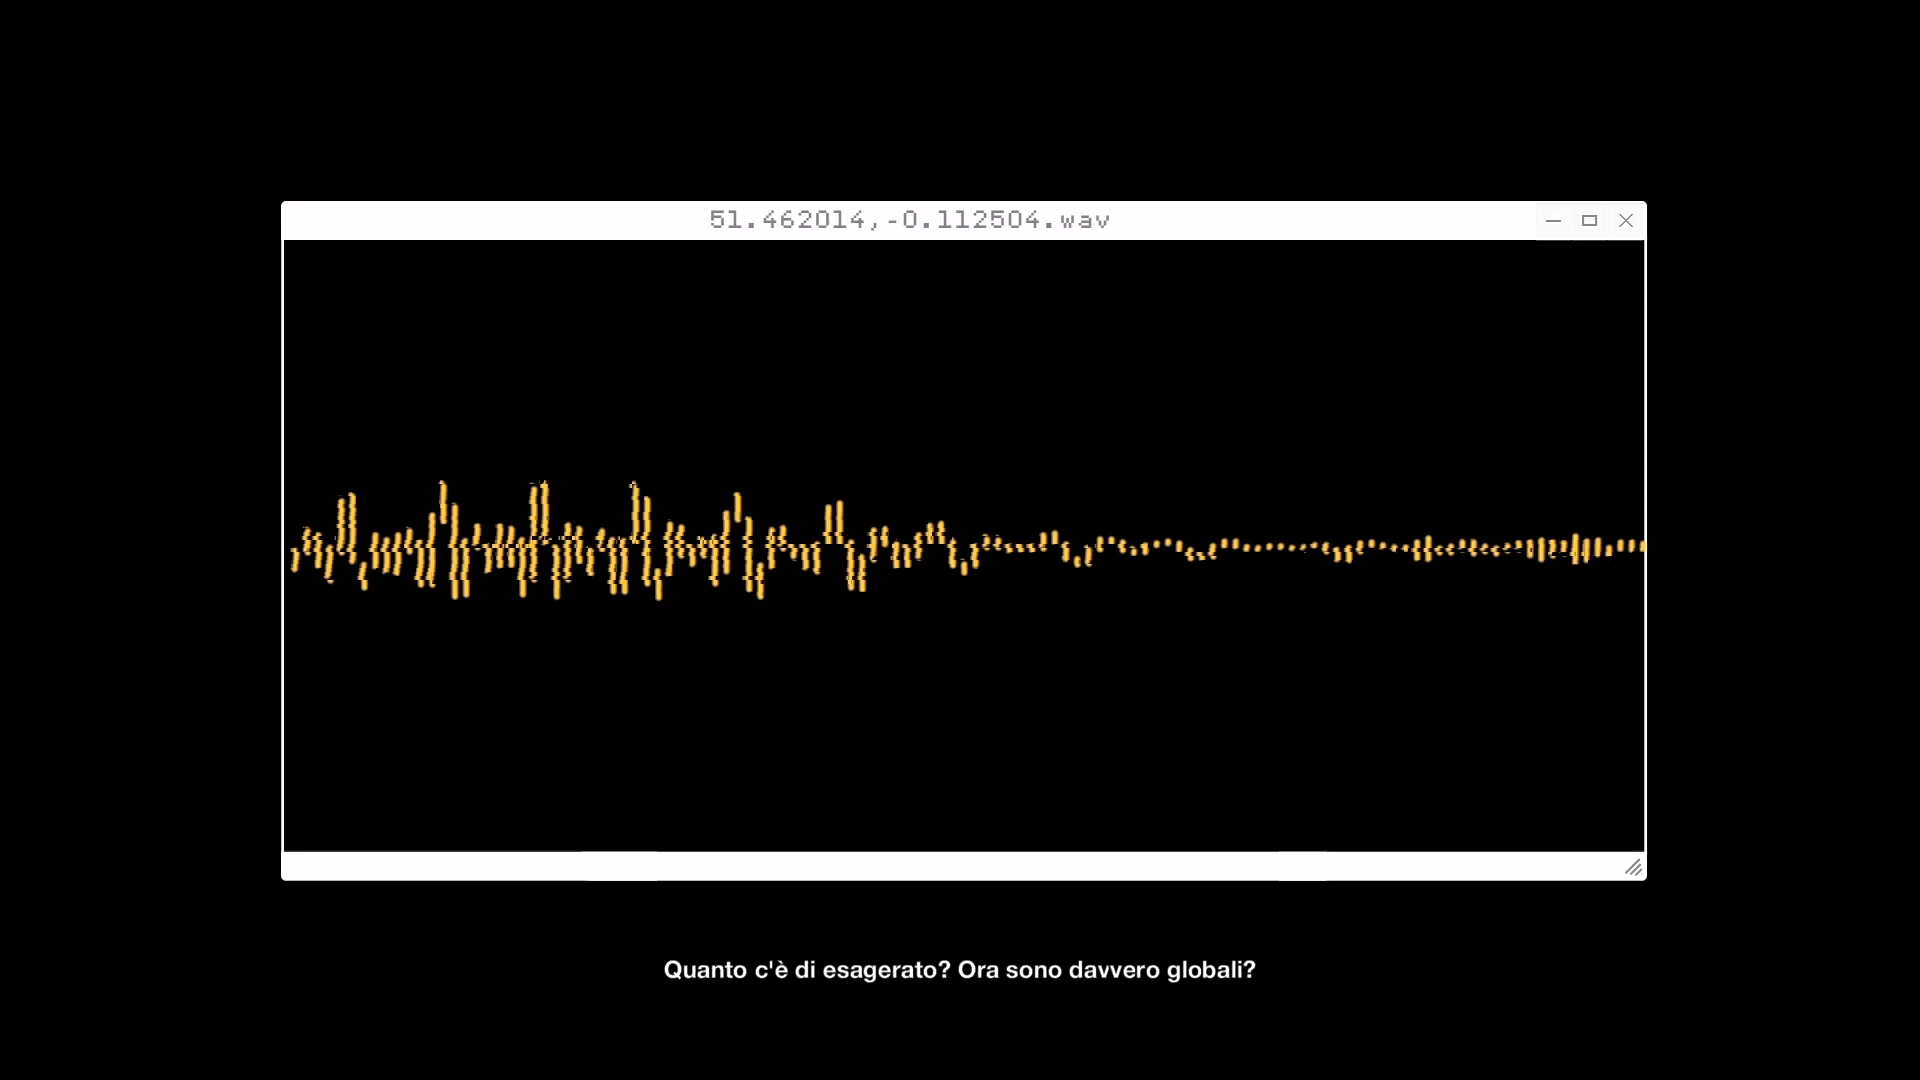 51.462014,-0.112504.wav
Quanto c'è di esagerato? Ora sono davvero globali?